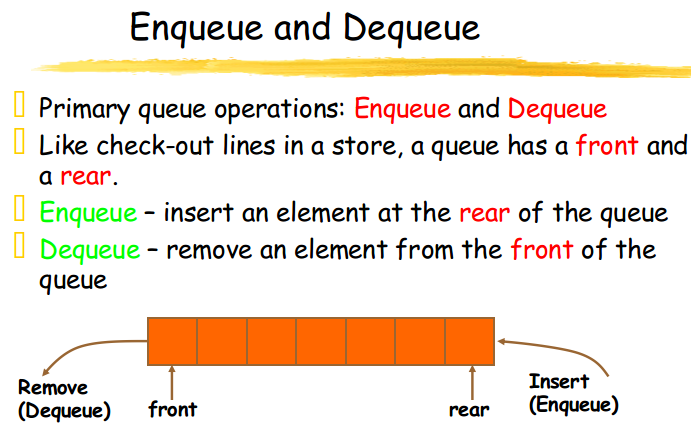 Enqueue and Dequeue
Primary queue operations: Enqueue and Dequeue
Like check-out lines in a store, a queue has a front and
a rear.
Enqueue – insert an element at the rear of the queue
Dequeue – remove an element from the front of the
queue
Remove
(Dequeue)
front
rear
Insert
(Enqueue)